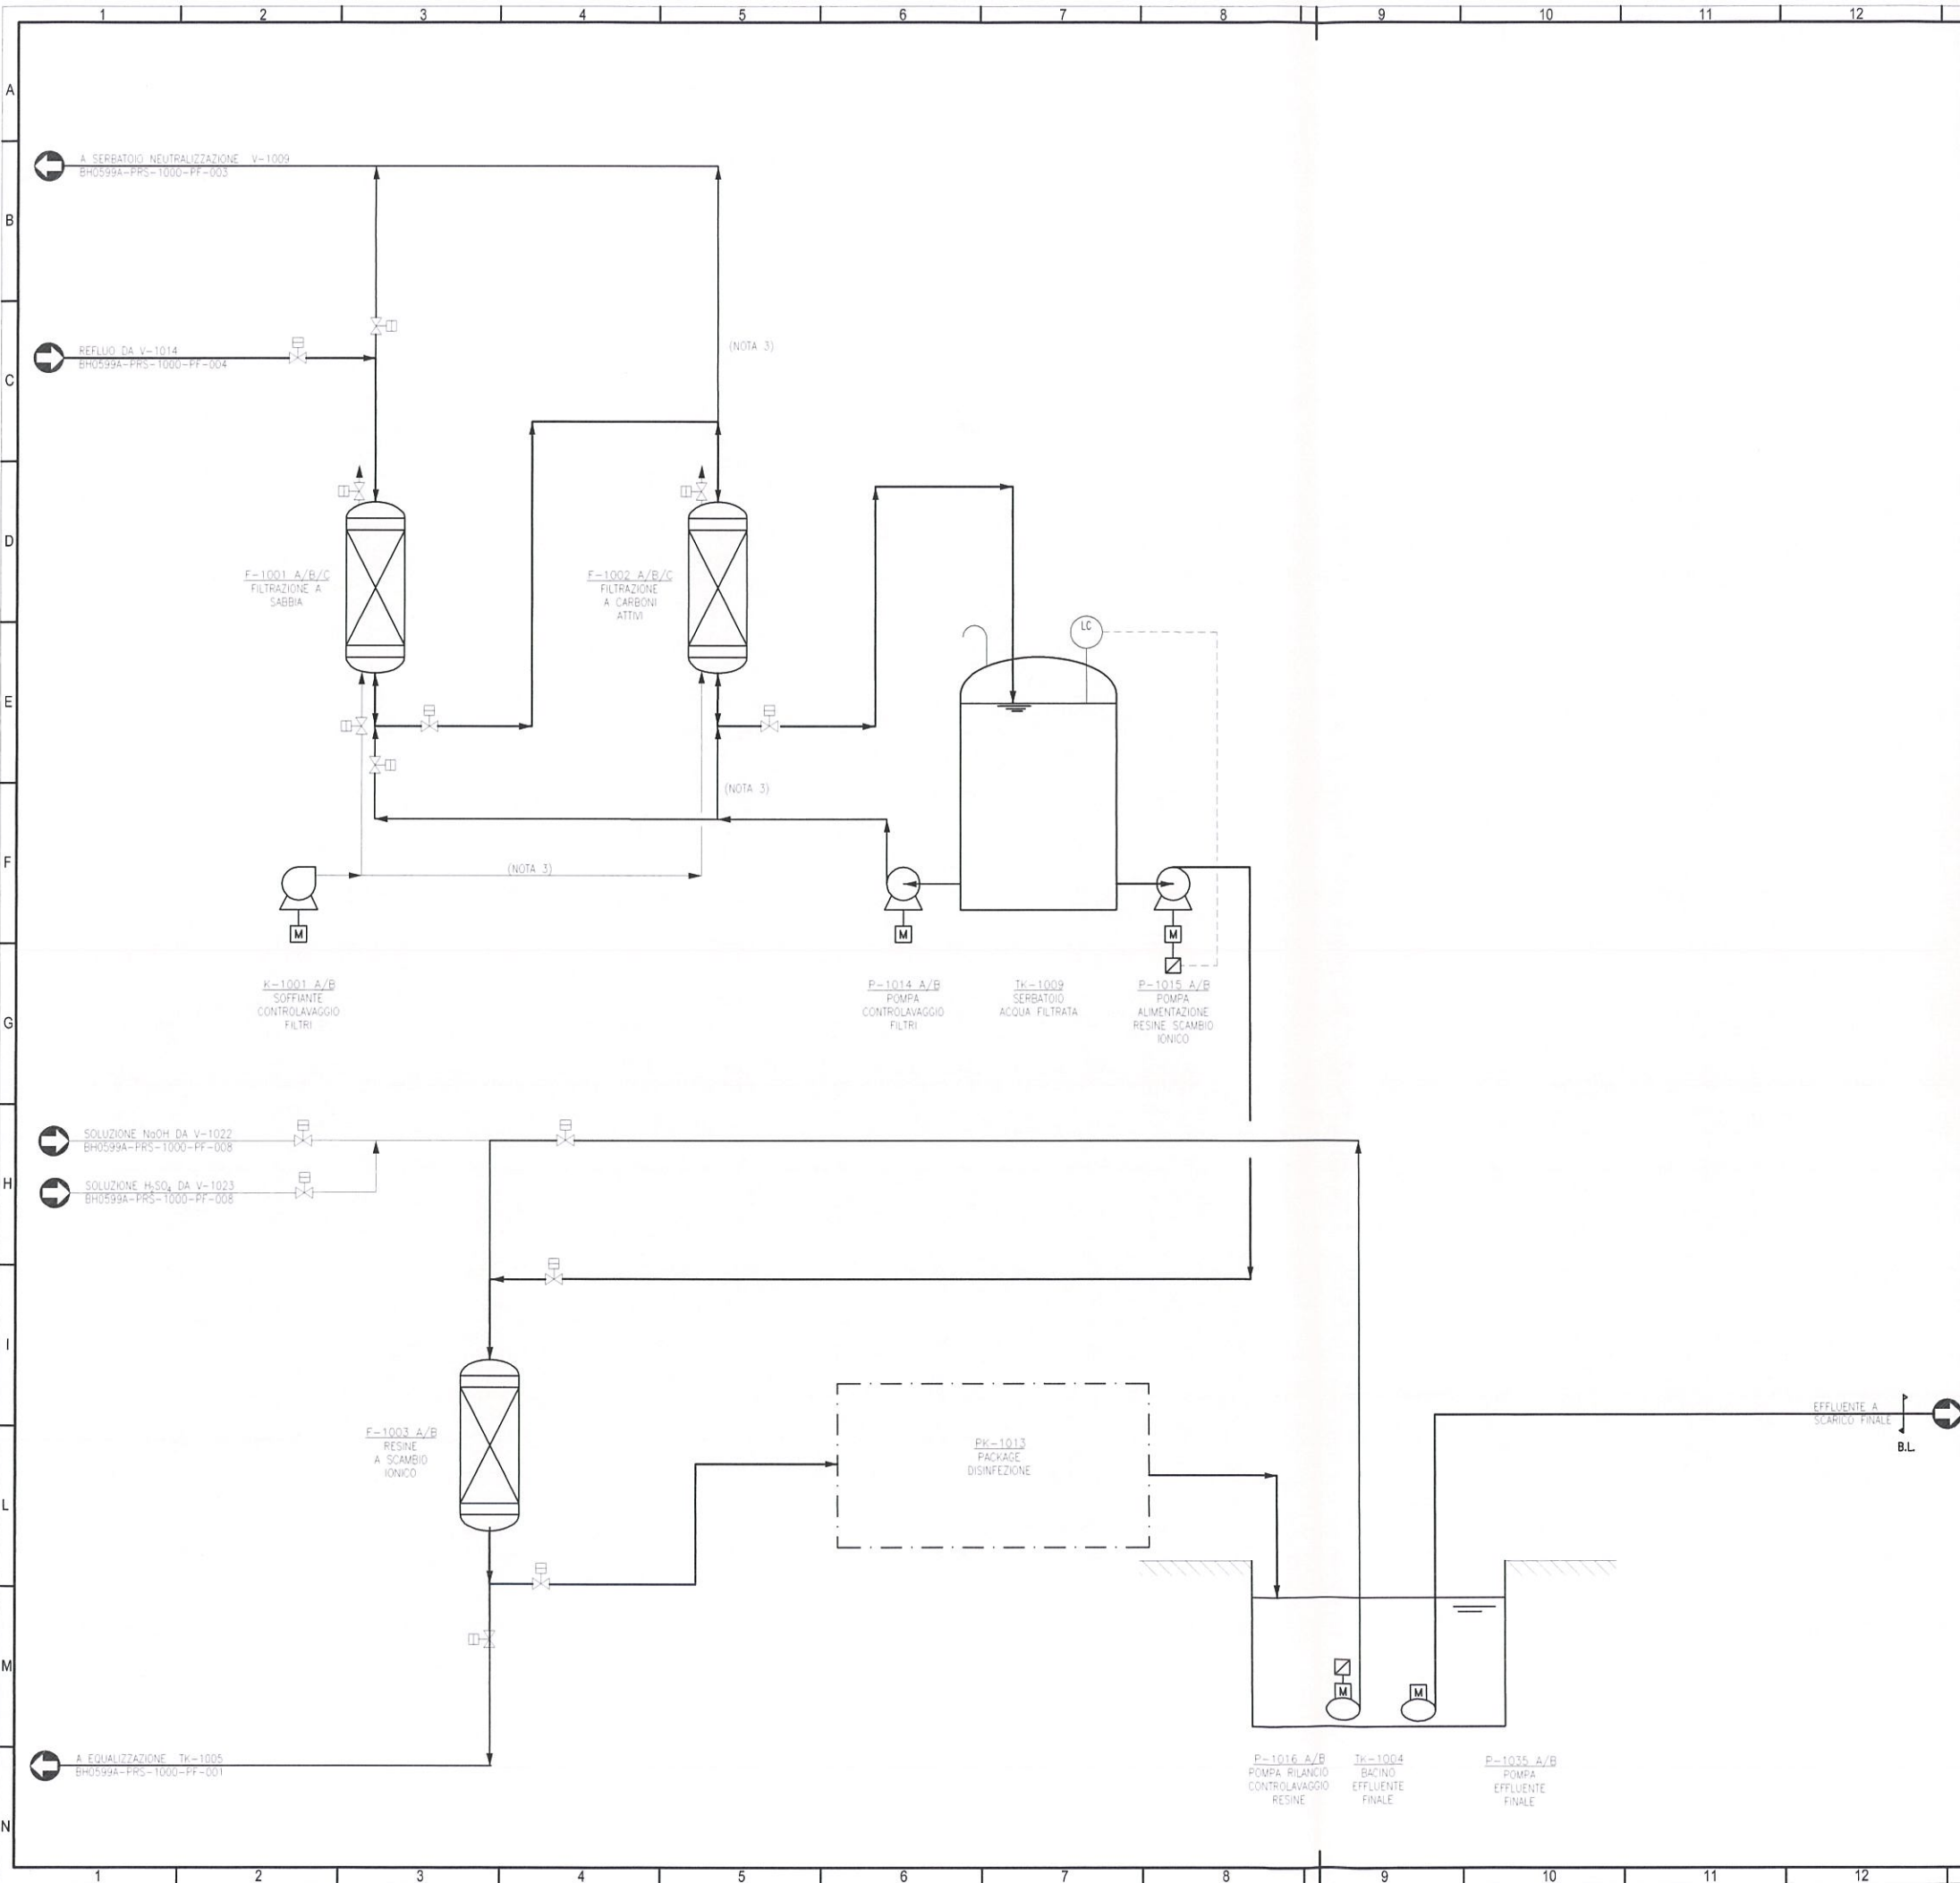 1 2 3 4 5 6 7 8 9 10 11 12
A
B
C
D
E
F
G
H
I
L
M
N
A SERBATOIO NEUTRALIZZAZIONE V-1009
BH0599A-PRS-1000-PF-003
REFLUO DA V-1014
BH0599A-PRS-1000-PF-004
(NOTA 3)
F-1001 A/B/C
FILTRAZIONE A
SABBIA
F-1002 A/B/C
FILTRAZIONE
A CARBONI
ATTIVI
LC
(NOTA 3)
(NOTA 3)
M
M
M
K-1001 A/B
SOFFIANTE
CONTROLAVAGGIO
FILTRI
P-1014 A/B
POMPA
CONTROLAVAGGIO
FILTRI
TK-1009
SERBATOIO
ACQUA FILTRATA
P-1015 A/B
POMPA
ALIMENTAZIONE
RESINE SCAMBIO
IONICO
SOLUZIONE NaOH DA V-1022
BH0599A-PRS-1000-PF-008
SOLUZIONE H2SO4 DA V-1023
BH0599A-PRS-1000-PF-008
F-1003 A/B
RESINE
A SCAMBIO
IONICO
PK-1013
PACKAGE
DISINFEZIONE
EFFLUENTE A
SCARICO FINALE
B.L.
M
M
A EQUALIZZAZIONE TK-1005
BH0599A-PRS-1000-PF-001
P-1016 A/B
POMPA RILANCIO
CONTROLAVAGGIO
RESINE
TK-1004
BACINO
EFFLUENTE
FINALE
P-1035 A/B
POMPA
EFFLUENTE
FINALE
1 2 3 4 5 6 7 8 9 10 11 12